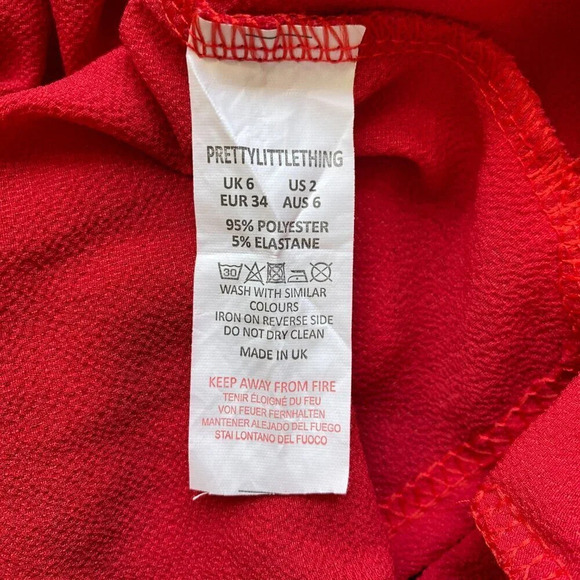 PRETTYLITTLETHING
UK 6 US 2
EUR 34 AUS 6
95% POLYESTER
5% ELASTANE
30
WASH WITH SIMILAR
COLOURS
IRON ON REVERSE SIDE
DO NOT DRY CLEAN
MADE IN UK
KEEP AWAY FROM FIRE
TENIR ÉLOIGNÉ DU FEU
VON FEUER FERNHALTEN
MANTENER ALEJADO DEL FUEGO
STAI LONTANO DEL FUOCO